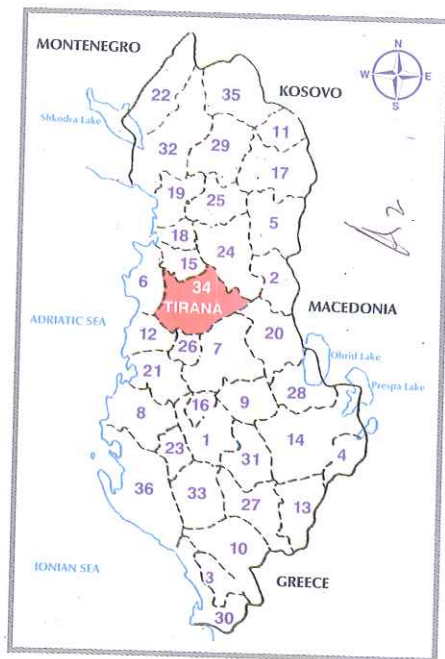 MONTENEGRO
N
W E
S
22
35
KOSOVO
Shkodra Lake
11
32
29
17
19
25
5
18
24
15
6
34
2
TIRANA
MACEDONIA
ADRIATIC SEA
12
26
7
20
Ohrid Lake
21
Prespa Lake
28
16
9
8
1
14
23
31
4
36
33
27
13
10
IONIAN SEA
3
GREECE
30